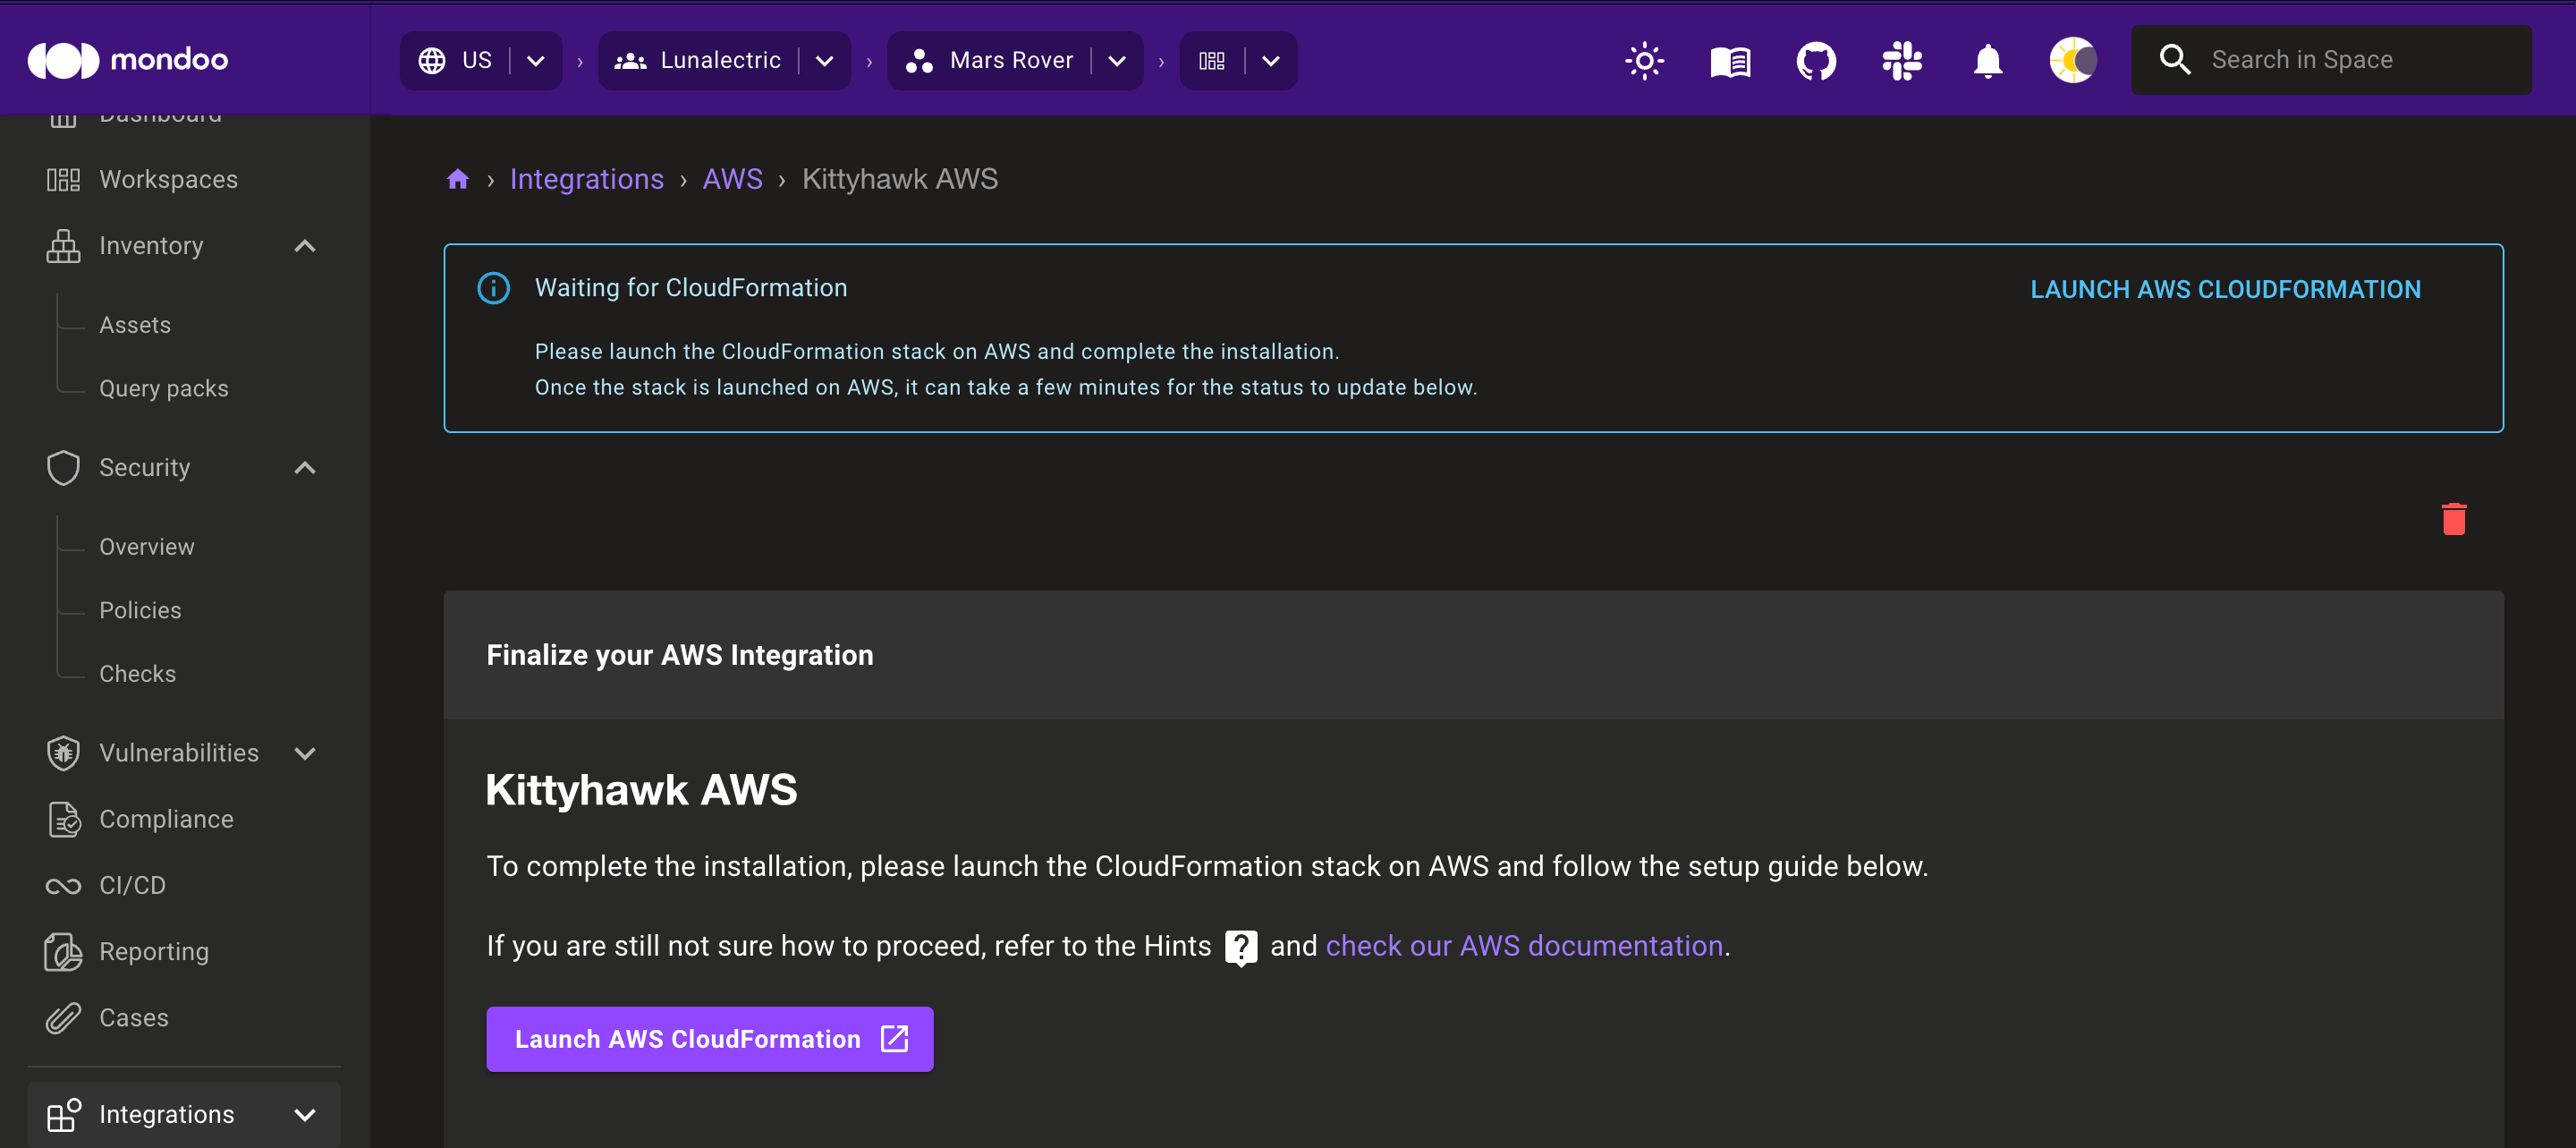 mondoo
US
Lunalectric
Mars Rover
Search in Space
Dashboard
Workspaces
Inventory
Assets
Query packs
Security
Overview
Policies
Checks
Vulnerabilities
Compliance
CI/CD
Reporting
Cases
Integrations
Integrations › AWS › Kittyhawk AWS
Waiting for CloudFormation
LAUNCH AWS CLOUDFORMATION
Please launch the CloudFormation stack on AWS and complete the installation.
Once the stack is launched on AWS, it can take a few minutes for the status to update below.
Finalize your AWS Integration
Kittyhawk AWS
To complete the installation, please launch the CloudFormation stack on AWS and follow the setup guide below.
If you are still not sure how to proceed, refer to the Hints ? and check our AWS documentation.
Launch AWS CloudFormation